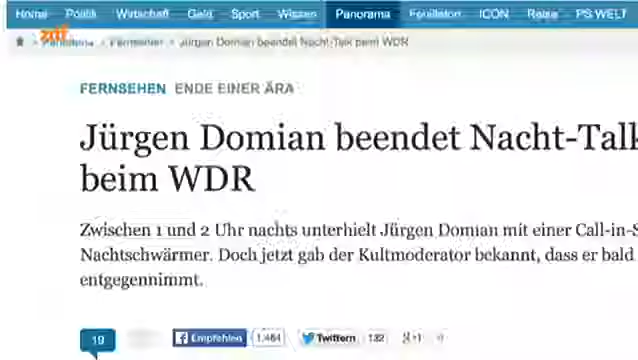 Home Politik Wirtschaft Geld Sport Wissen Panorama Feuilleton ICON Reise PS WELT
zdf
Panorama Fernsehen Jürgen Domian beendet Nacht-Talk beim WDR
FERNSEHEN ENDE EINER ÄRA
Jürgen Domian beendet Nacht-Talk
beim WDR
Zwischen 1 und 2 Uhr nachts unterhielt Jürgen Domian mit einer Call-in-S
Nachtschwärmer. Doch jetzt gab der Kultmoderator bekannt, dass er bald
entgegennimmt.
19 Empfehlen 1.464 Twittern 132 g+1 0